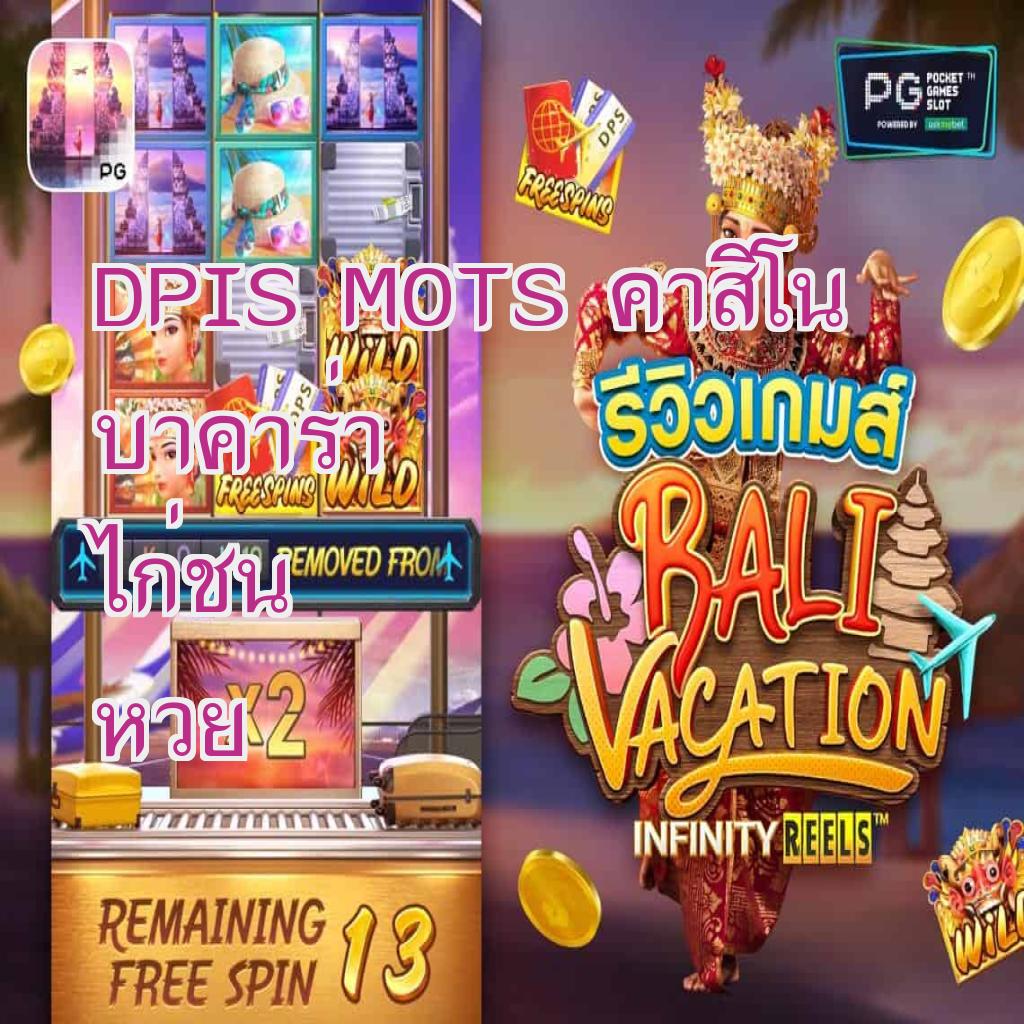 PG
PG POCKET GAMES SLOT™
POWERED BY askmebet
DPS
FREESPINS
DPIS MOTS คาสิโน
WILD
บาคาร่า
FREESPINS
WILD
รีวิวเกมส์
ไก่ชน
REMOVED FROM
BALI
VACATION
หวย
x2
INFINITY REELS™
WILD
REMAINING
FREE SPIN
13